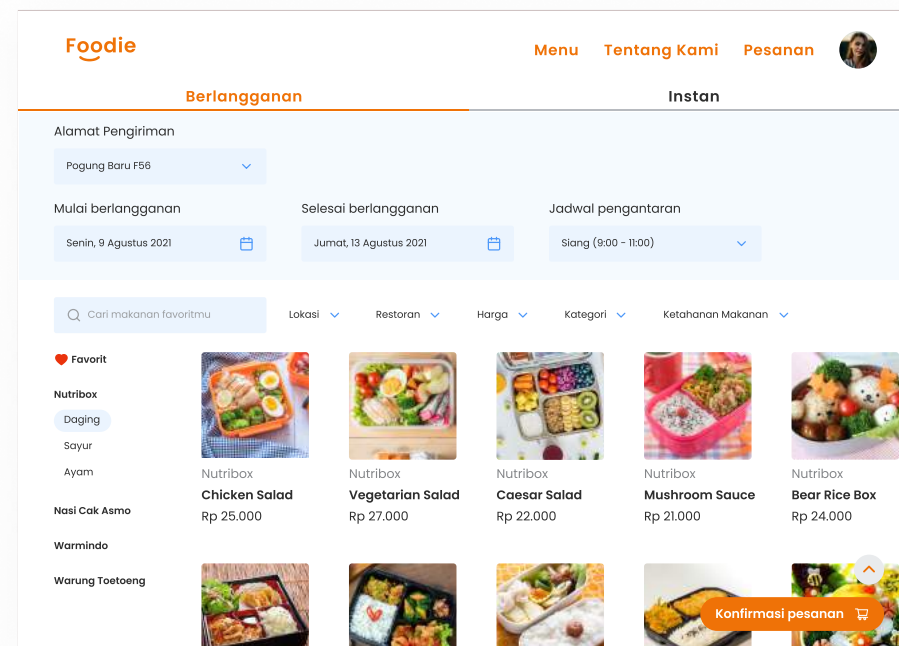 Foodie
Menu Tentang Kami Pesanan
Berlangganan Instan
Alamat Pengiriman
Pogung Baru F56
Mulai berlangganan Selesai berlangganan Jadwal pengantaran
Senin, 9 Agustus 2021 Jumat, 13 Agustus 2021 Siang (9:00 - 11:00)
Cari makanan favoritmu Lokasi Restoran Harga Kategori Ketahanan Makanan
Favorit
Nutribox
Daging
Sayur
Ayam
Nasi Cak Asmo
Warmindo
Warung Toetoeng
Nutribox Nutribox Nutribox Nutribox Nutribox
Chicken Salad Vegetarian Salad Caesar Salad Mushroom Sauce Bear Rice Box
Rp 25.000 Rp 27.000 Rp 22.000 Rp 21.000 Rp 24.000
Konfirmasi pesanan